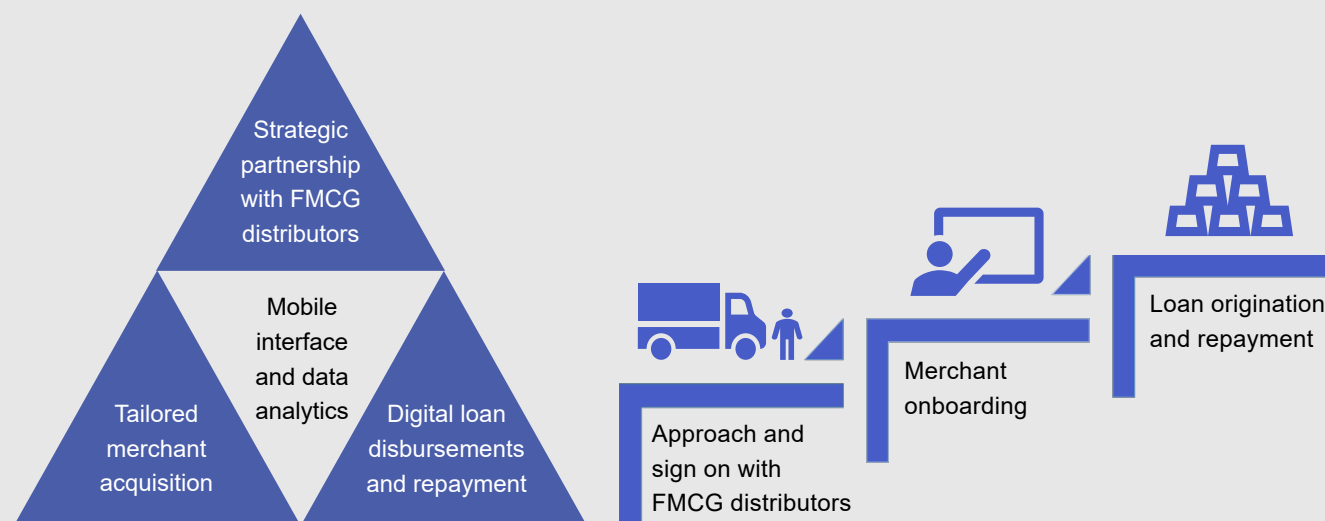 Strategic
partnership
with FMCG
distributors
Mobile
interface
and data
analytics
Tailored
merchant
acquisition
Digital loan
disbursements
and repayment
Approach and
sign on with
FMCG distributors
Merchant
onboarding
Loan origination
and repayment